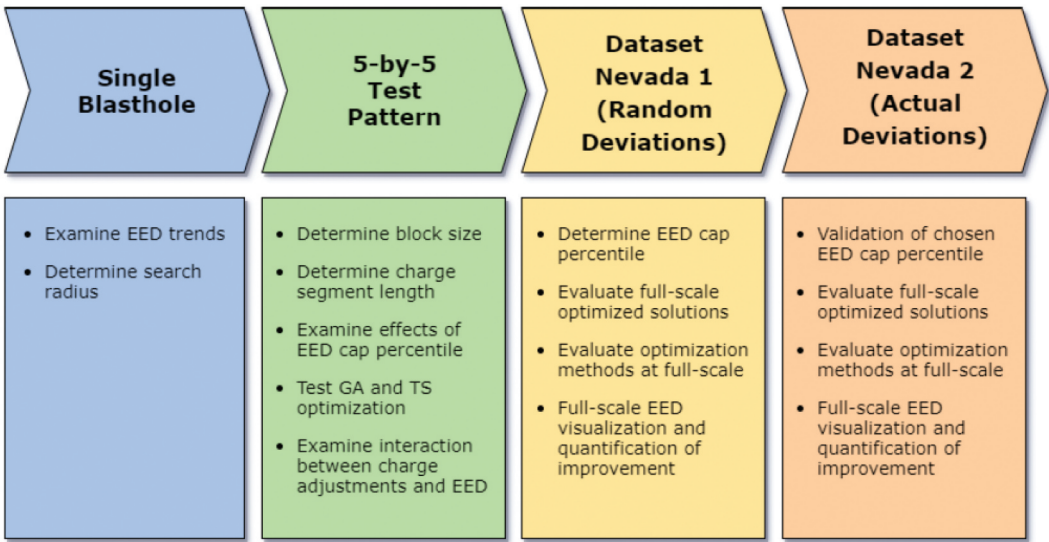 Single
Blasthole
5-by-5
Test
Pattern
Dataset
Nevada 1
(Random
Deviations)
Dataset
Nevada 2
(Actual
Deviations)
• Examine EED trends
• Determine search
radius
• Determine block size
• Determine charge
segment length
• Examine effects of
EED cap percentile
• Test GA and TS
optimization
• Examine interaction
between charge
adjustments and EED
• Determine EED cap
percentile
• Evaluate full-scale
optimized solutions
• Evaluate optimization
methods at full-scale
• Full-scale EED
visualization and
quantification of
improvement
• Validation of chosen
EED cap percentile
• Evaluate full-scale
optimized solutions
• Evaluate optimization
methods at full-scale
• Full-scale EED
visualization and
quantification of
improvement